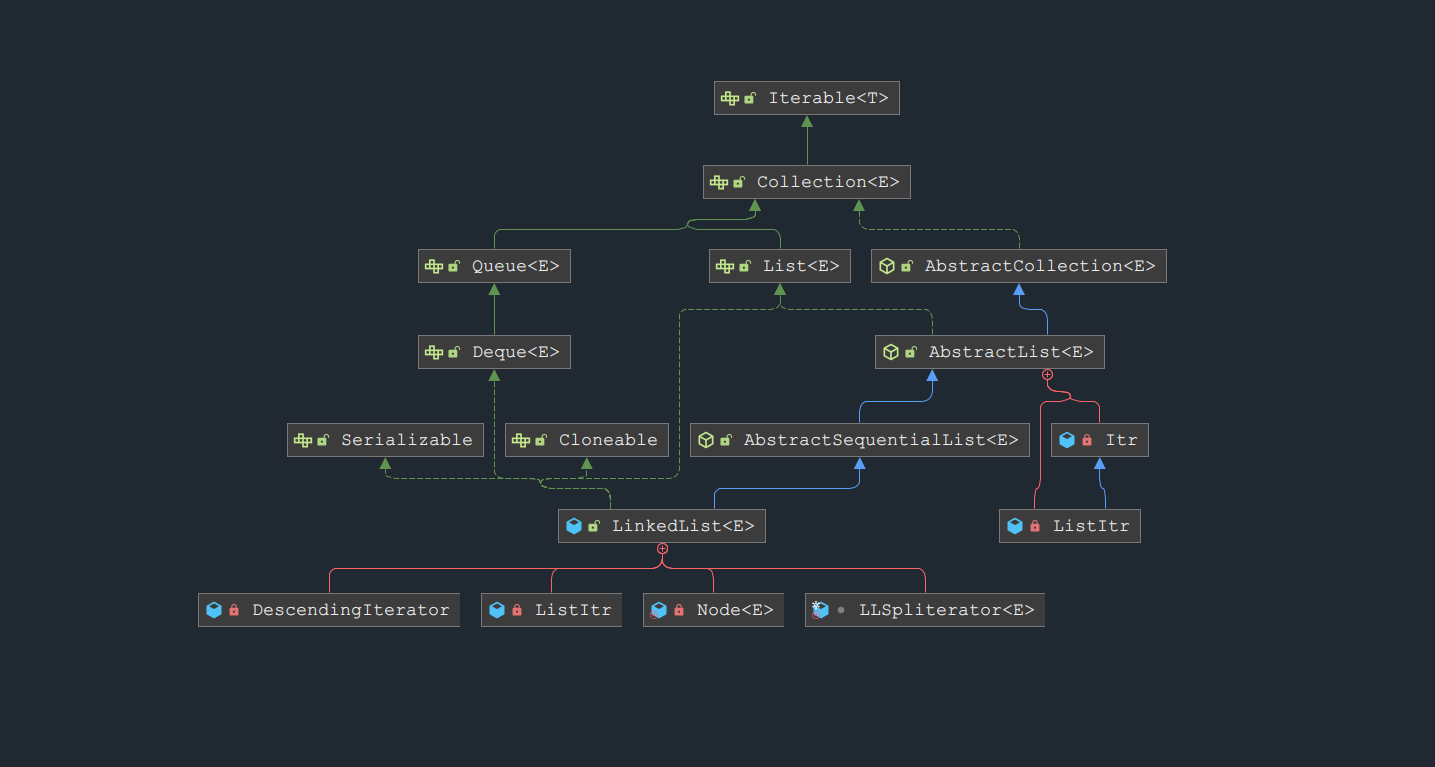 Iterable<T>
Collection<E>
Queue<E>
List<E>
AbstractCollection<E>
Deque<E>
AbstractList<E>
Serializable
Cloneable
AbstractSequentialList<E>
Itr
LinkedList<E>
ListItr
DescendingIterator
ListItr
Node<E>
LLSpliterator<E>